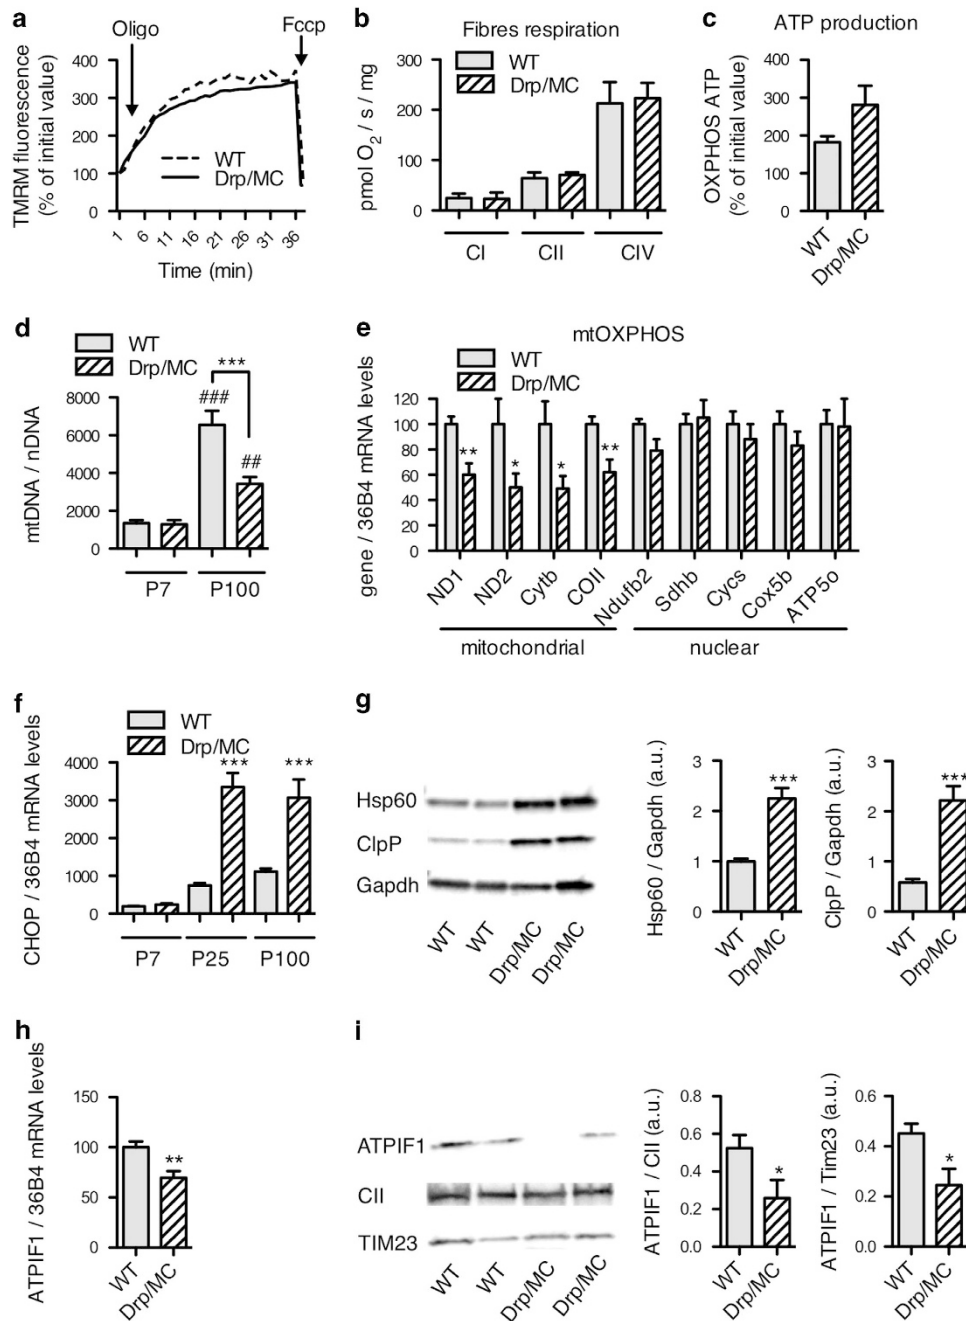 a
Oligo
Fccp
TMRM fluorescence
(% of initial value)
400
300
200
100
0
WT
Drp/MC
1 6 11 16 21 26 31 36
Time (min)
b
Fibres respiration
WT
Drp/MC
pmol O2 / s / mg
300
200
100
0
CI CII CIV
c
ATP production
OXPHOS ATP
(% of initial value)
400
300
200
100
0
WT
Drp/MC
d
WT
Drp/MC
mtDNA / nDNA
8000
6000
4000
2000
0
###
***
##
P7 P100
e
mtOXPHOS
WT
Drp/MC
gene / 36B4 mRNA levels
120
100
80
60
40
20
0
** * * **
ND1 ND2 Cytb COII Ndufb2 Sdhb Cycs Cox5b ATP5o
mitochondrial nuclear
f
WT
Drp/MC
CHOP / 36B4 mRNA levels
4000
3000
2000
1000
0
*** ***
P7 P25 P100
g
Hsp60
ClpP
Gapdh
WT WT Drp/MC Drp/MC
Hsp60 / Gapdh (a.u.)
3
2
1
0
***
WT
Drp/MC
ClpP / Gapdh (a.u.)
3
2
1
0
***
WT
Drp/MC
h
ATPIF1 / 36B4 mRNA levels
150
100
50
0
**
WT
Drp/MC
i
ATPIF1
CII
TIM23
WT WT Drp/MC Drp/MC
ATPIF1 / CII (a.u.)
0.8
0.6
0.4
0.2
0.0
*
WT
Drp/MC
ATPIF1 / Tim23 (a.u.)
0.6
0.4
0.2
0.0
*
WT
Drp/MC